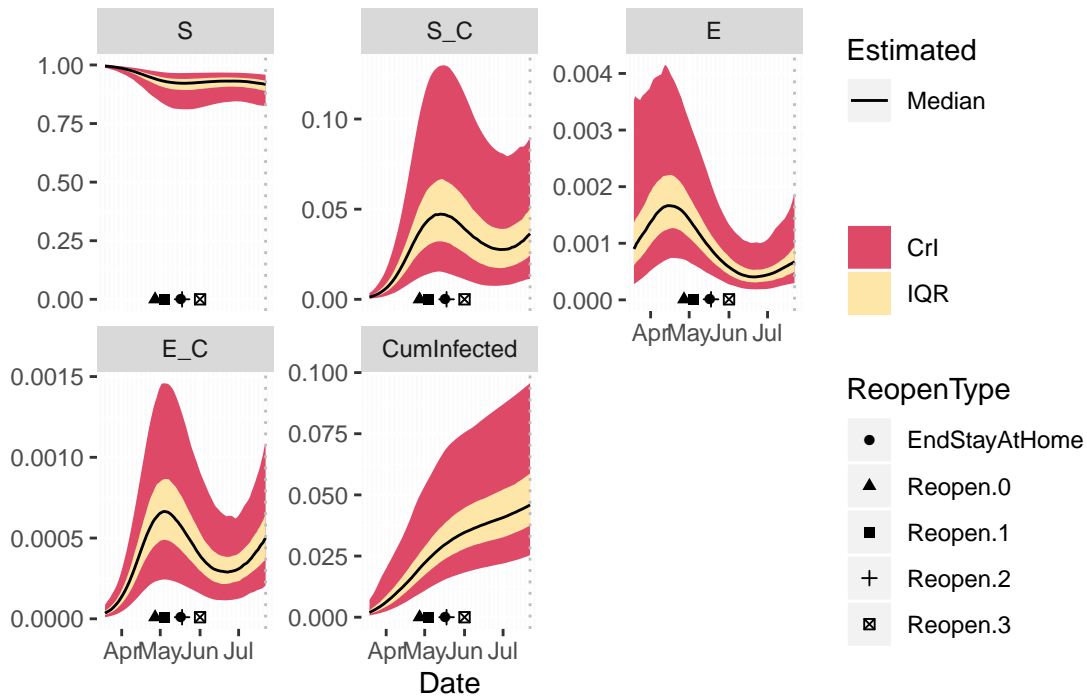 S
S_C
E
1.00
0.75
0.50
0.25
0.00
0.10
0.05
0.00
0.004
0.003
0.002
0.001
0.000
Apr May Jun Jul
E_C
CumInfected
0.0015
0.0010
0.0005
0.0000
Apr May Jun Jul
0.100
0.075
0.050
0.025
0.000
Apr May Jun Jul
Date
Estimated
Median
CrI
IQR
ReopenType
EndStayAtHome
Reopen.0
Reopen.1
Reopen.2
Reopen.3